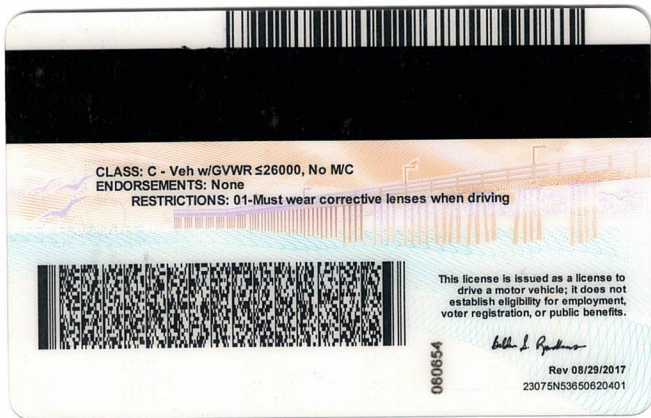 CLASS: C - Veh w/GVWR ≤26000, No M/C
ENDORSEMENTS: None
RESTRICTIONS: 01-Must wear corrective lenses when driving
This license is issued as a license to
drive a motor vehicle; it does not
establish eligibility for employment,
voter registration, or public benefits.
060654
Rev 08/29/2017
23075N53650620401